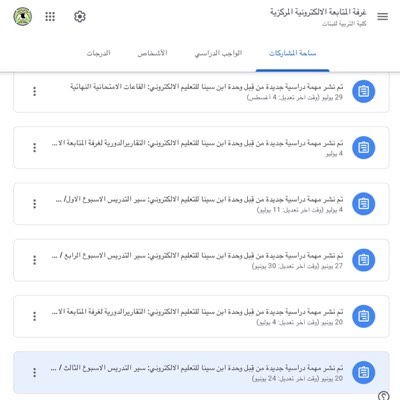 غرفة المتابعة الالكترونية المركزية
كلية التربية للبنات
ساحة المشاركات
الواجب الدراسي
الأشخاص
الدرجات
تم نشر مهمة دراسية جديدة من قِبل وحدة ابن سينا للتعليم الالكتروني: القاعات الامتحانية النهائية
29 يوليو (وقت آخر تعديل: 4 أغسطس)
تم نشر مهمة دراسية جديدة من قِبل وحدة ابن سينا للتعليم الالكتروني: التقاريرالدورية لغرفة المتابعة الا...
4 يوليو
تم نشر مهمة دراسية جديدة من قِبل وحدة ابن سينا للتعليم الالكتروني: سير التدريس الاسبوع الاول/ ...
4 يوليو (وقت آخر تعديل: 11 يوليو)
تم نشر مهمة دراسية جديدة من قِبل وحدة ابن سينا للتعليم الالكتروني: سير التدريس الاسبوع الرابع / ...
27 يونيو (وقت آخر تعديل: 30 يونيو)
تم نشر مهمة دراسية جديدة من قِبل وحدة ابن سينا للتعليم الالكتروني: التقاريرالدورية لغرفة المتابعة الا...
20 يونيو (وقت آخر تعديل: 4 يوليو)
تم نشر مهمة دراسية جديدة من قِبل وحدة ابن سينا للتعليم الالكتروني: سير التدريس الاسبوع الثالث / ...
20 يونيو (وقت آخر تعديل: 24 يونيو)